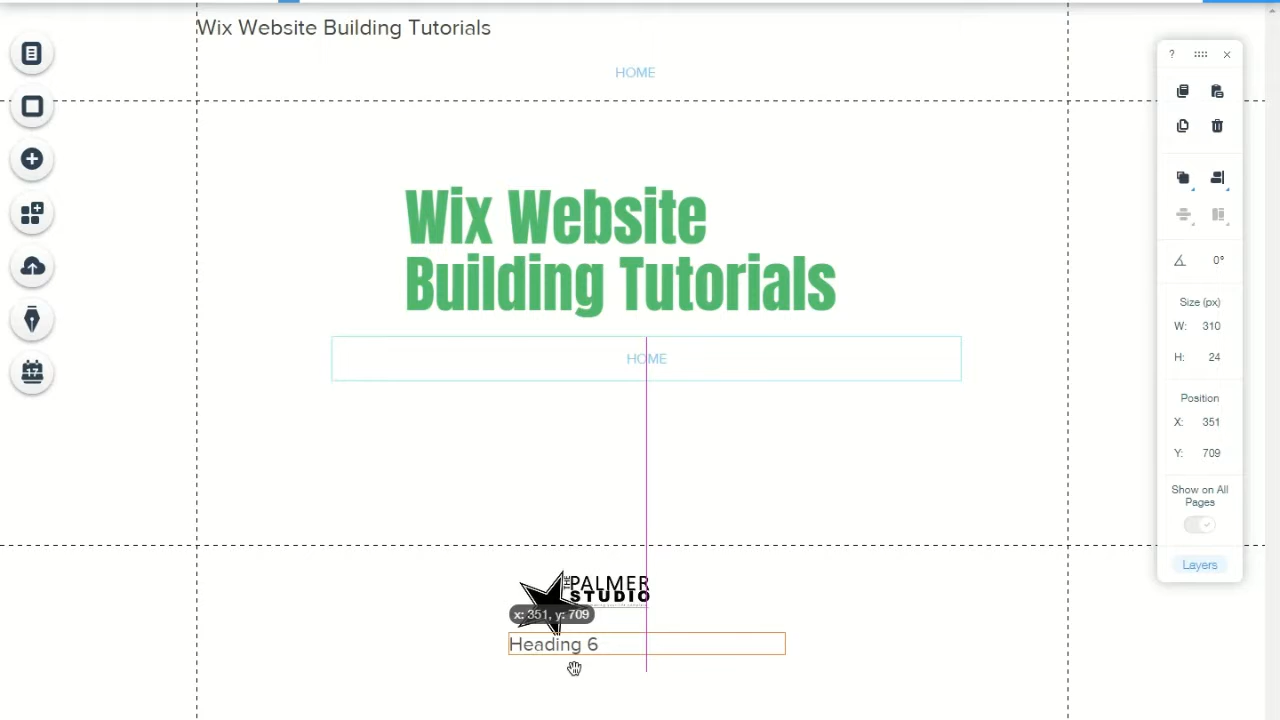 Wix Website Building Tutorials
HOME
?
Wix Website
Building Tutorials
HOME
0°
Size (px)
W: 310
H: 24
Position
X: 351
Y: 709
Show on All
Pages
Layers
17
THE PALMER
STUDIO
x: 351, y: 709
Heading 6